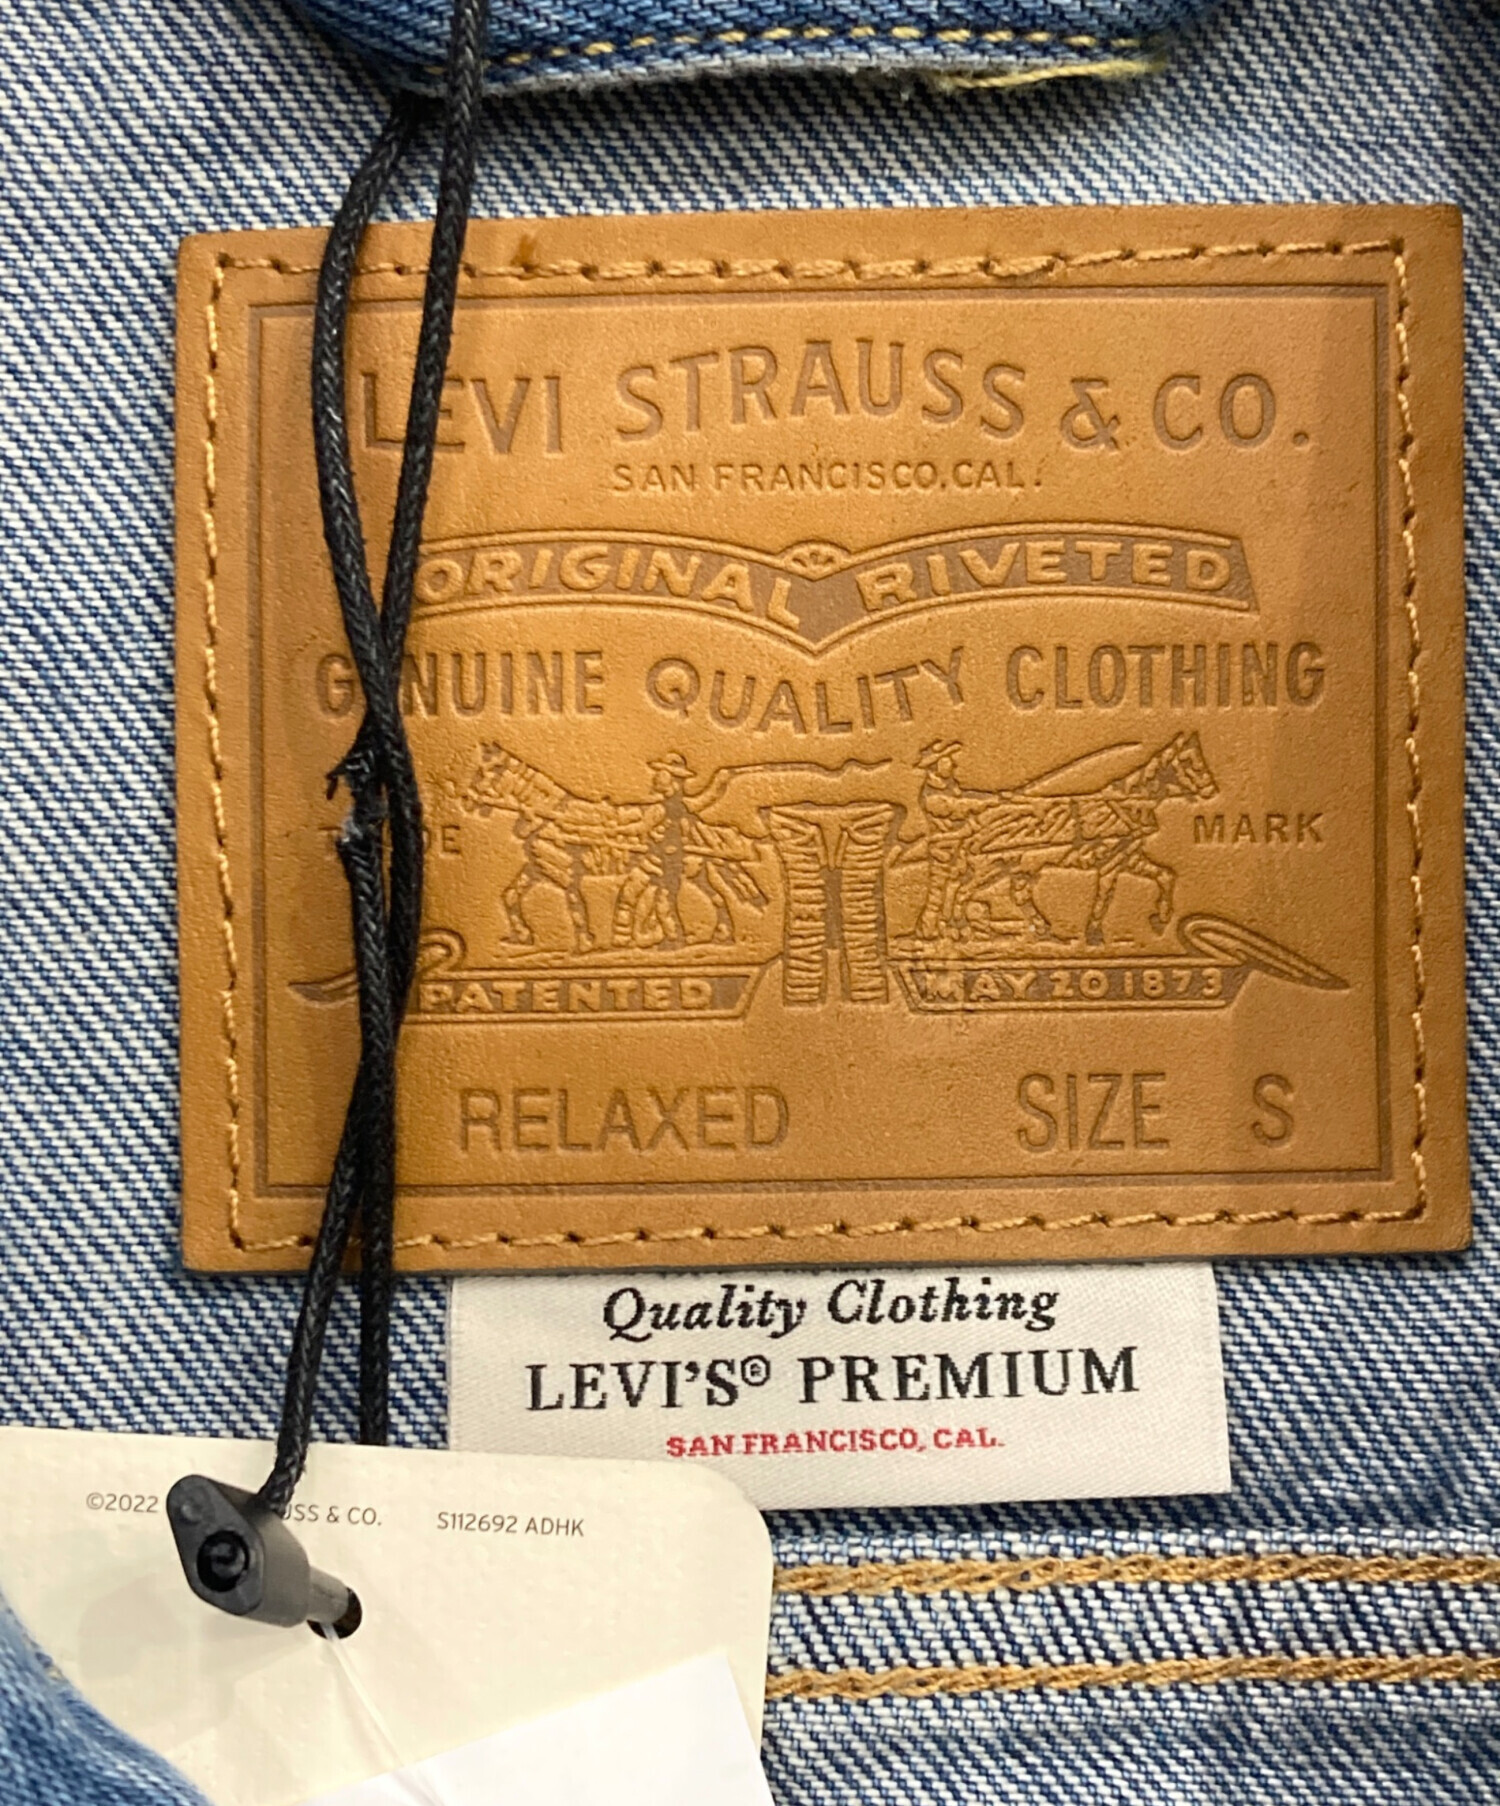 LEVI STRAUSS & CO.
SAN FRANCISCO, CAL.
ORIGINAL RIVETED
GENUINE QUALITY CLOTHING
TRADE MARK
PATENTED MAY 20 1873
RELAXED SIZE S
Quality Clothing
LEVI'S® PREMIUM
SAN FRANCISCO, CAL.
©2022 & CO. S112692 ADHK